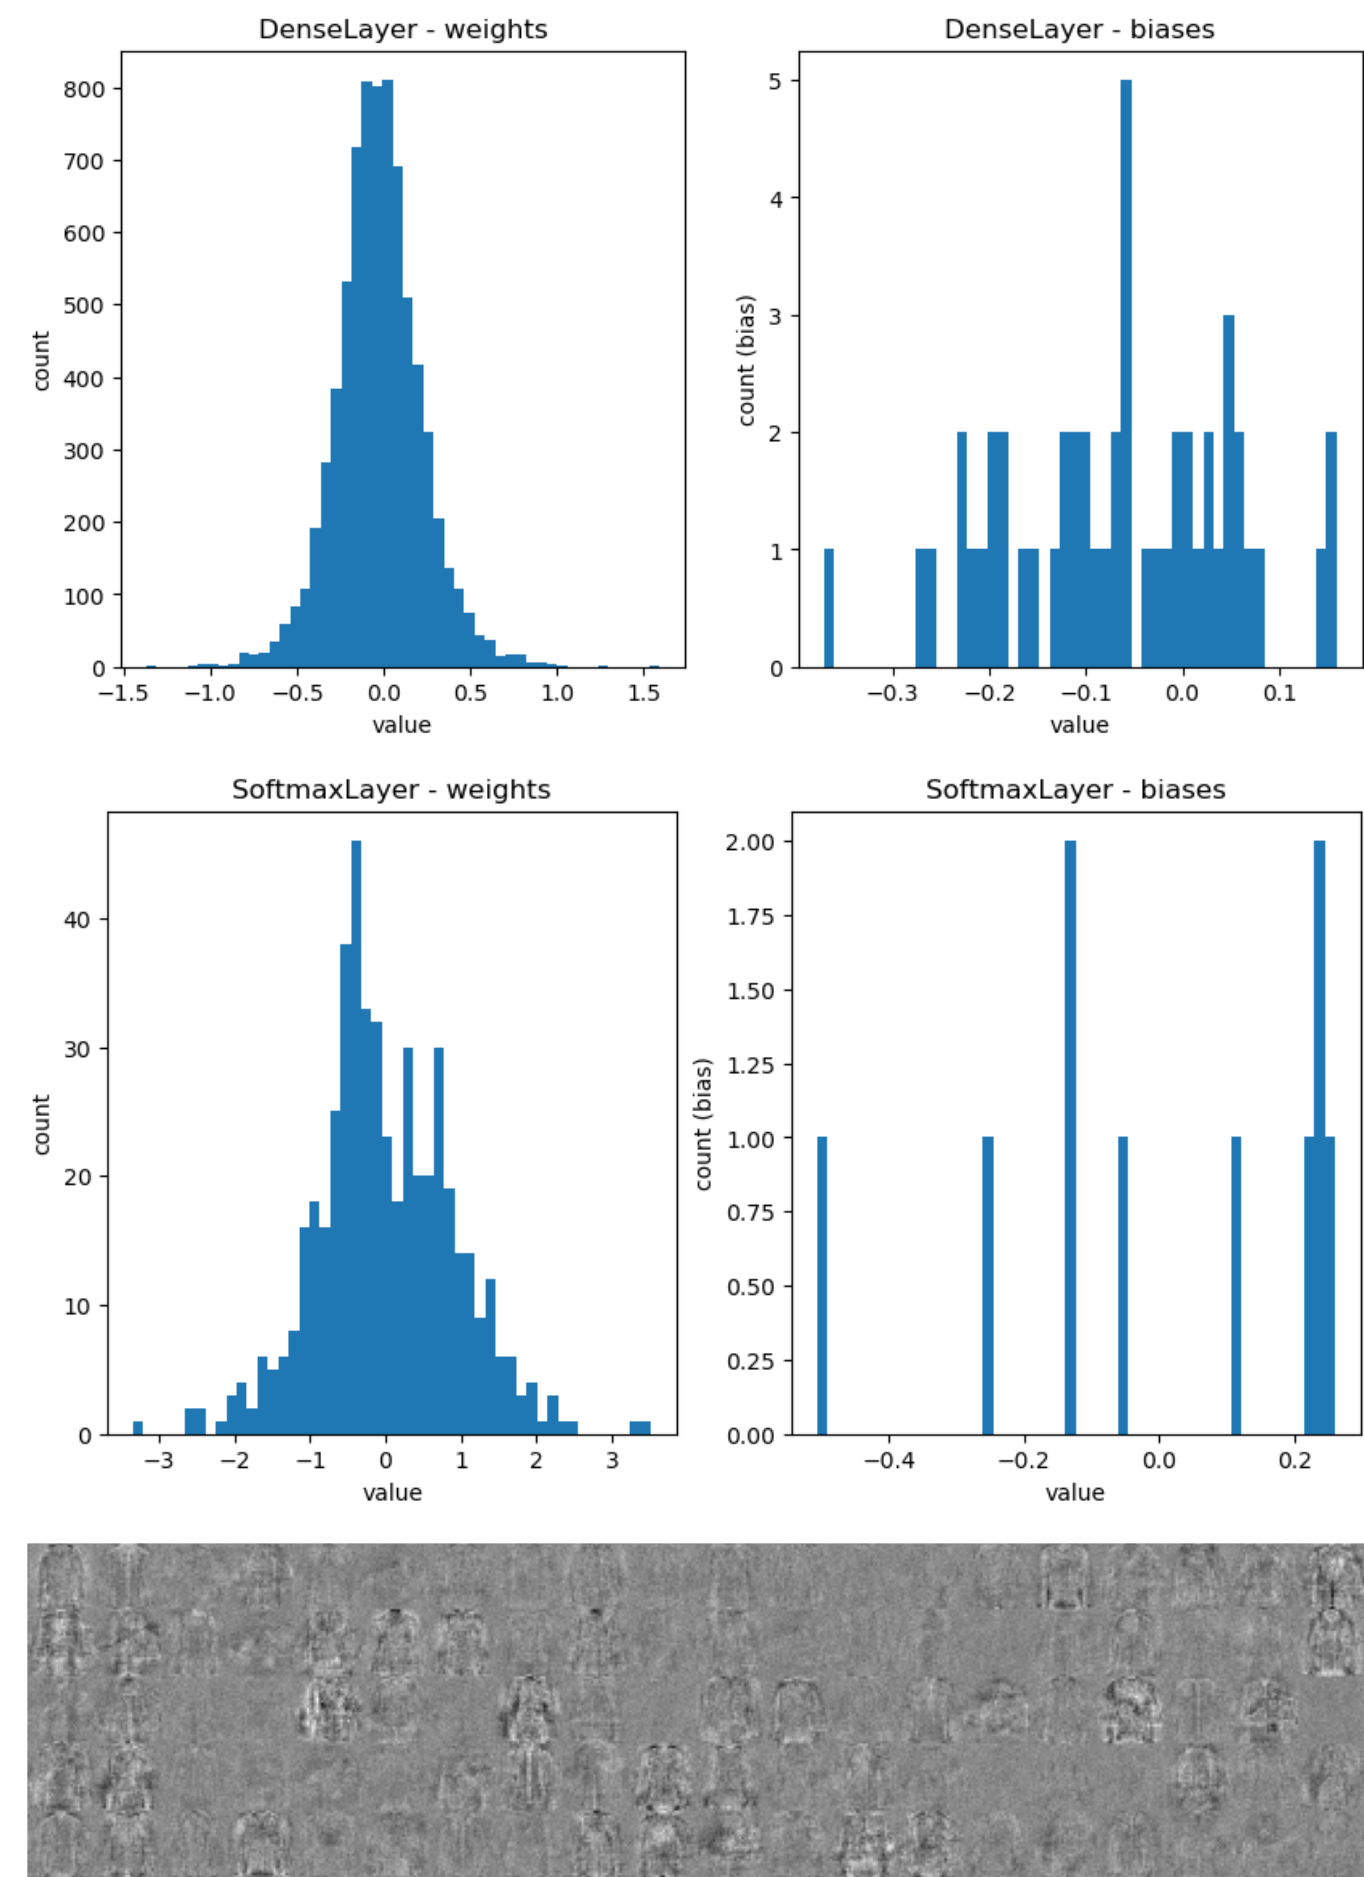 DenseLayer - weights
DenseLayer - biases
800
700
600
500
400
300
200
100
0
count
−1.5 −1.0 −0.5 0.0 0.5 1.0 1.5
value
5
4
3
2
1
0
count (bias)
−0.3 −0.2 −0.1 0.0 0.1
value
SoftmaxLayer - weights
SoftmaxLayer - biases
40
30
20
10
0
count
−3 −2 −1 0 1 2 3
value
2.00
1.75
1.50
1.25
1.00
0.75
0.50
0.25
0.00
count (bias)
−0.4 −0.2 0.0 0.2
value